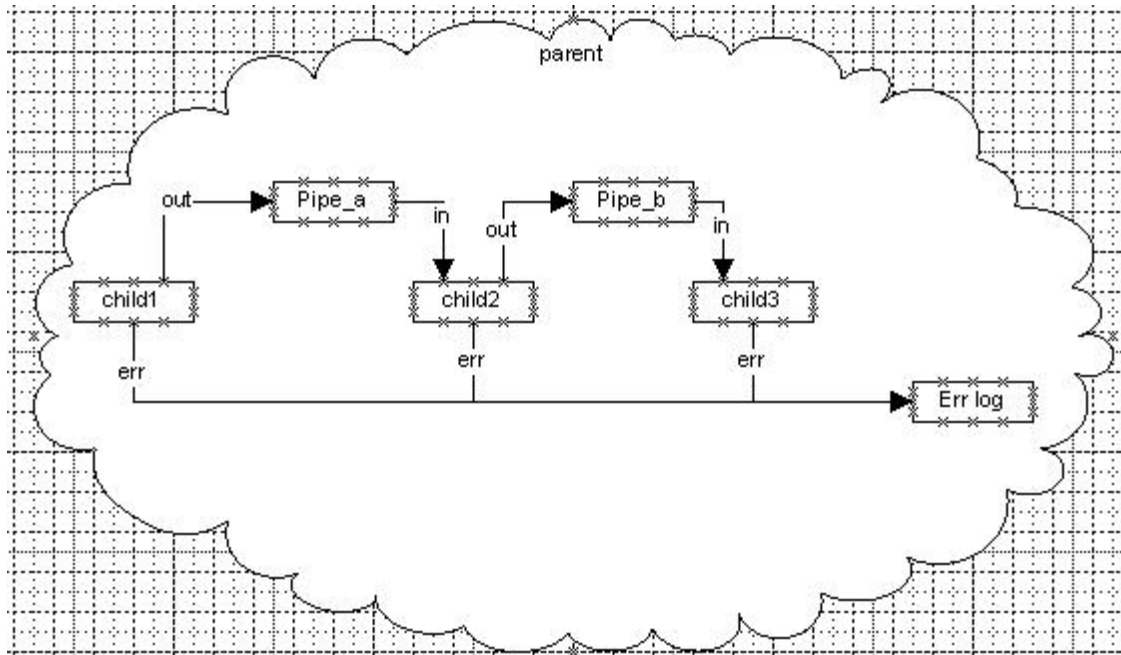 parent
out
Pipe_a
in
out
Pipe_b
in
child1
child2
child3
err
err
err
Err log